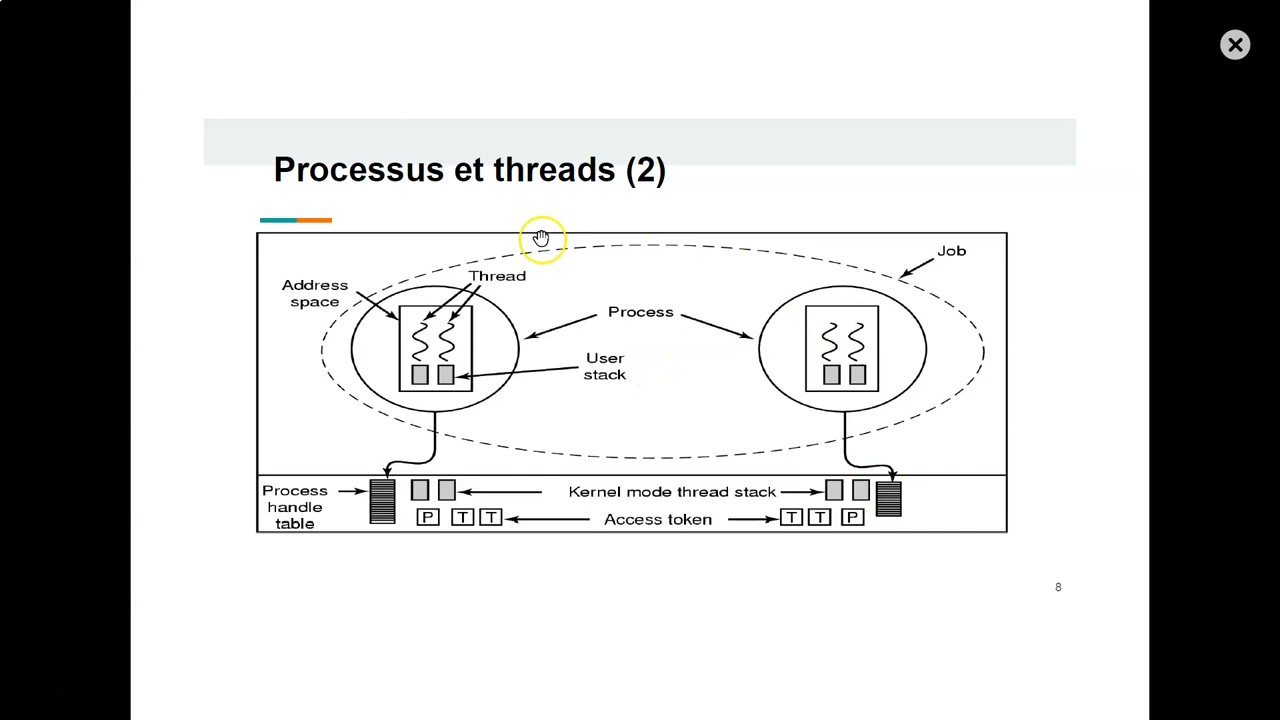 Processus et threads (2)
Job
Thread
Address
space
Process
User
stack
Process
handle
table
Kernel mode thread stack
P T T
Access token
T T P
8